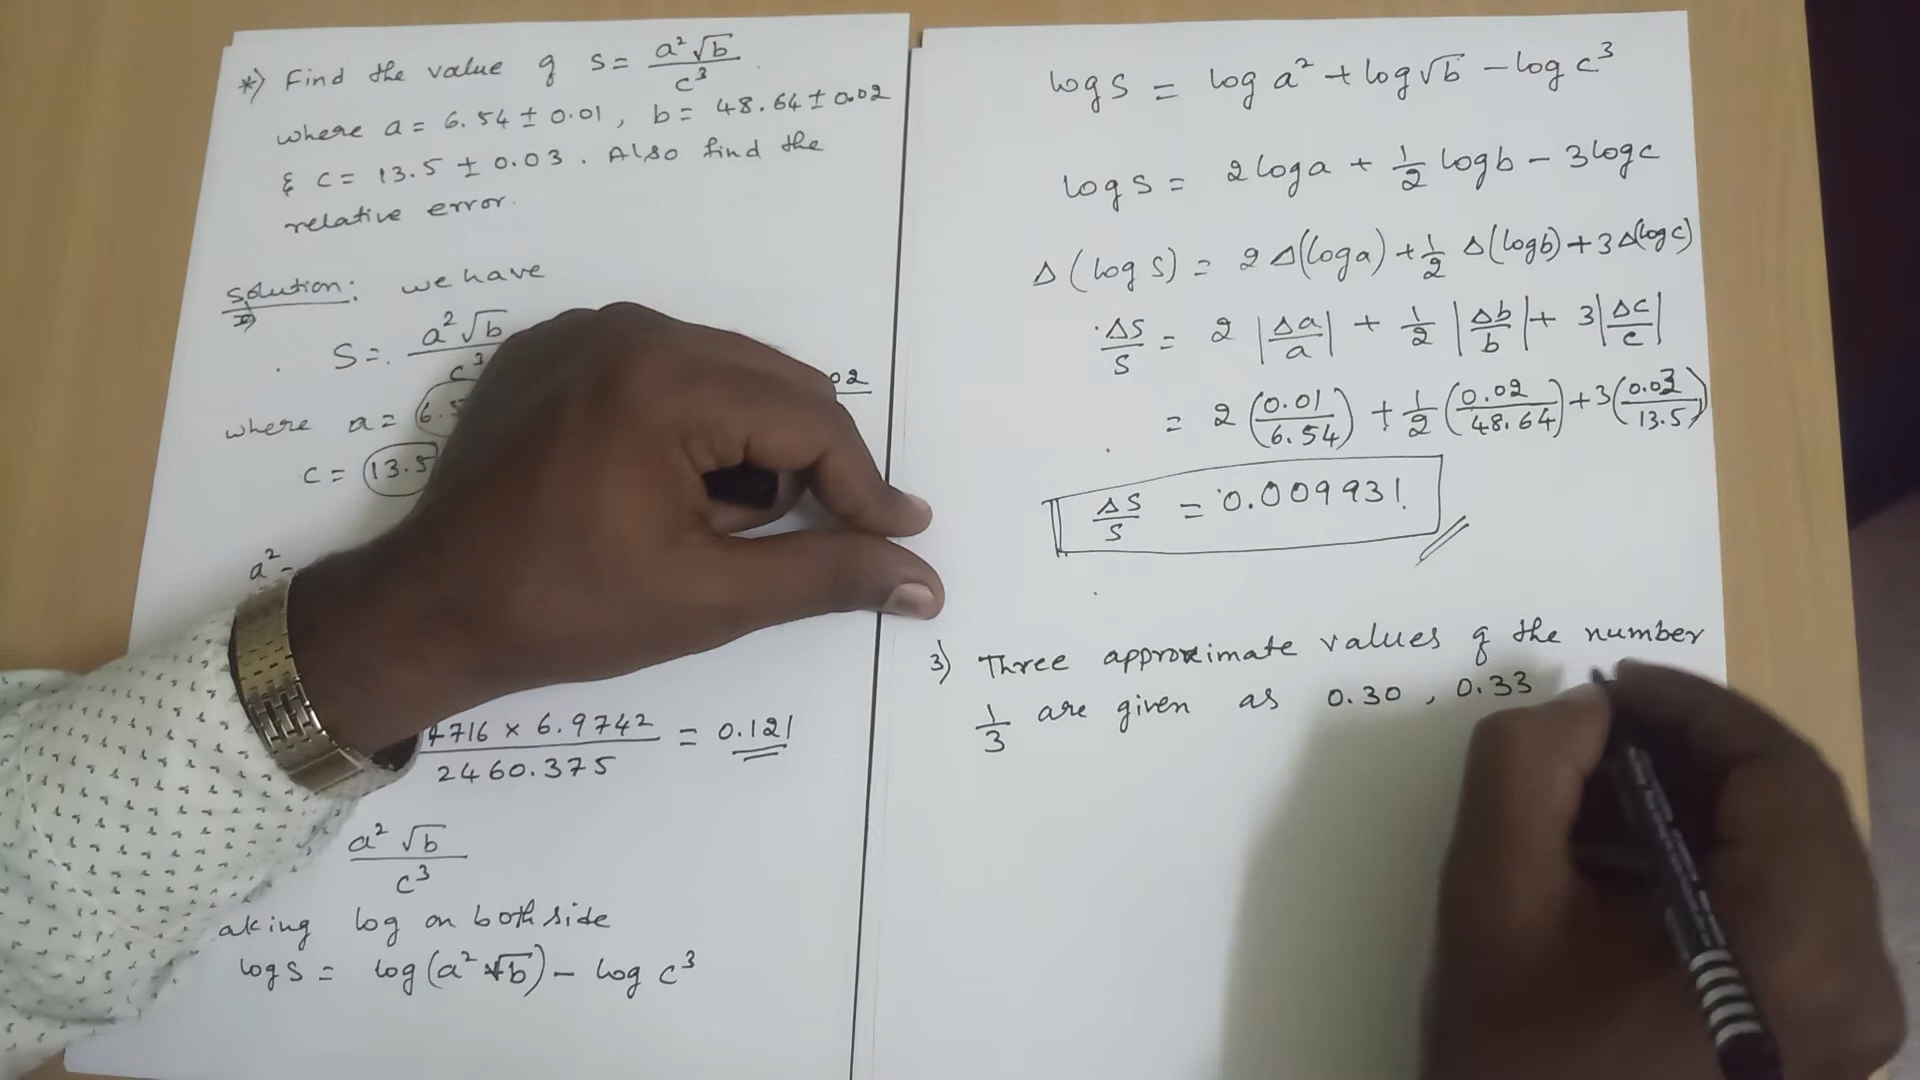 *) Find the value of S = a²√b / c³
where a = 6.54 ± 0.01, b = 48.64 ± 0.02
& c = 13.5 ± 0.03. Also find the
relative error.
Solution: we have
S = a²√b / c³
where a =
02
c = 13.5
a² =
716 × 6.9742 / 2460.375 = 0.121
a²√b / c³
aking log on both side
log s = log(a²√b) − log c³
log s = log a² + log√b − log c³
log s = 2 log a + 1/2 log b − 3 log c
Δ(log s) = 2Δ(log a) + 1/2 Δ(log b) + 3Δ(log c)
ΔS/S = 2|Δa/a| + 1/2|Δb/b| + 3|Δc/c|
= 2(0.01/6.54) + 1/2(0.02/48.64) + 3(0.03/13.5)
ΔS/S = 0.009931
3) Three approximate values of the number
1/3 are given as 0.30, 0.33